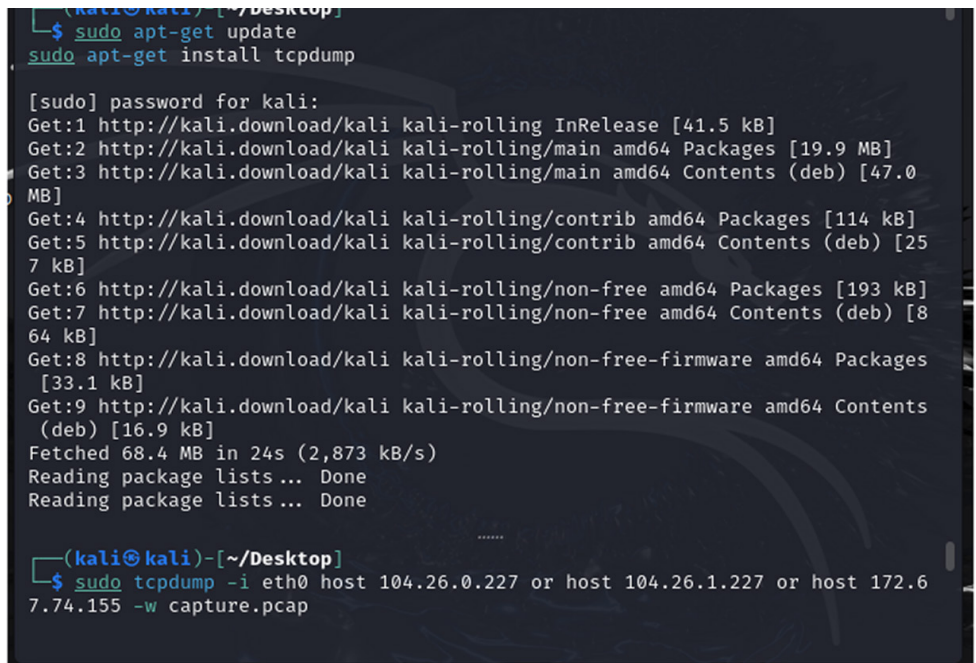 ┌──(kali㉿kali)-[~/Desktop]
└─$ sudo apt-get update
sudo apt-get install tcpdump
[sudo] password for kali:
Get:1 http://kali.download/kali kali-rolling InRelease [41.5 kB]
Get:2 http://kali.download/kali kali-rolling/main amd64 Packages [19.9 MB]
Get:3 http://kali.download/kali kali-rolling/main amd64 Contents (deb) [47.0
MB]
Get:4 http://kali.download/kali kali-rolling/contrib amd64 Packages [114 kB]
Get:5 http://kali.download/kali kali-rolling/contrib amd64 Contents (deb) [25
7 kB]
Get:6 http://kali.download/kali kali-rolling/non-free amd64 Packages [193 kB]
Get:7 http://kali.download/kali kali-rolling/non-free amd64 Contents (deb) [8
64 kB]
Get:8 http://kali.download/kali kali-rolling/non-free-firmware amd64 Packages
[33.1 kB]
Get:9 http://kali.download/kali kali-rolling/non-free-firmware amd64 Contents
(deb) [16.9 kB]
Fetched 68.4 MB in 24s (2,873 kB/s)
Reading package lists... Done
Reading package lists... Done
......
┌──(kali㉿kali)-[~/Desktop]
└─$ sudo tcpdump -i eth0 host 104.26.0.227 or host 104.26.1.227 or host 172.6
7.74.155 -w capture.pcap